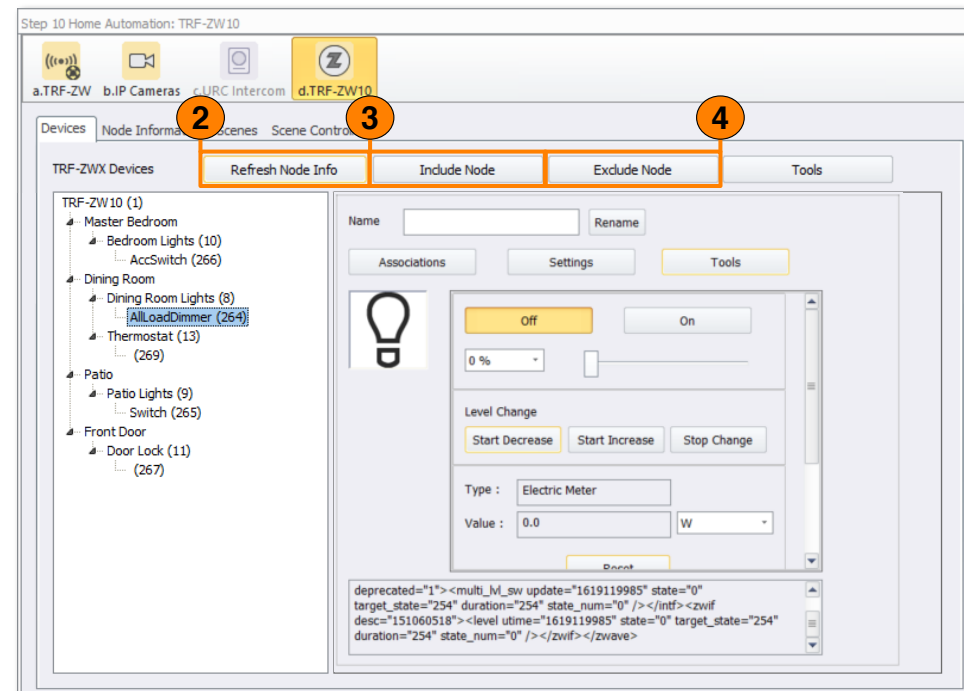 Step 10 Home Automation: TRF-ZW10
a.TRF-ZW b.IP Cameras c.URC Intercom d.TRF-ZW10
2 3 4
Devices Node Scenes Scene
TRF-ZWX Devices Refresh Node Info Include Node Exclude Node Tools
TRF-ZW10 (1)
Master Bedroom
Bedroom Lights (10)
AccSwitch (266)
Dining Room
Dining Room Lights (8)
AllLoadDimmer (264)
Thermostat (13)
(269)
Patio
Patio Lights (9)
Switch (265)
Front Door
Door Lock (11)
(267)
Name Rename
Associations Settings Tools
Off On
0 %
Level Change
Start Decrease Start Increase Stop Change
Type : Electric Meter
Value : 0.0 W
Reset
deprecated="1"><multi_lvl_sw update="1619119985" state="0"
target_state="254" duration="254" state_num="0" /></intf><zwif
desc="151060518"><level utime="1619119985" state="0" target_state="254"
duration="254" state_num="0" /></zwif></zwave>